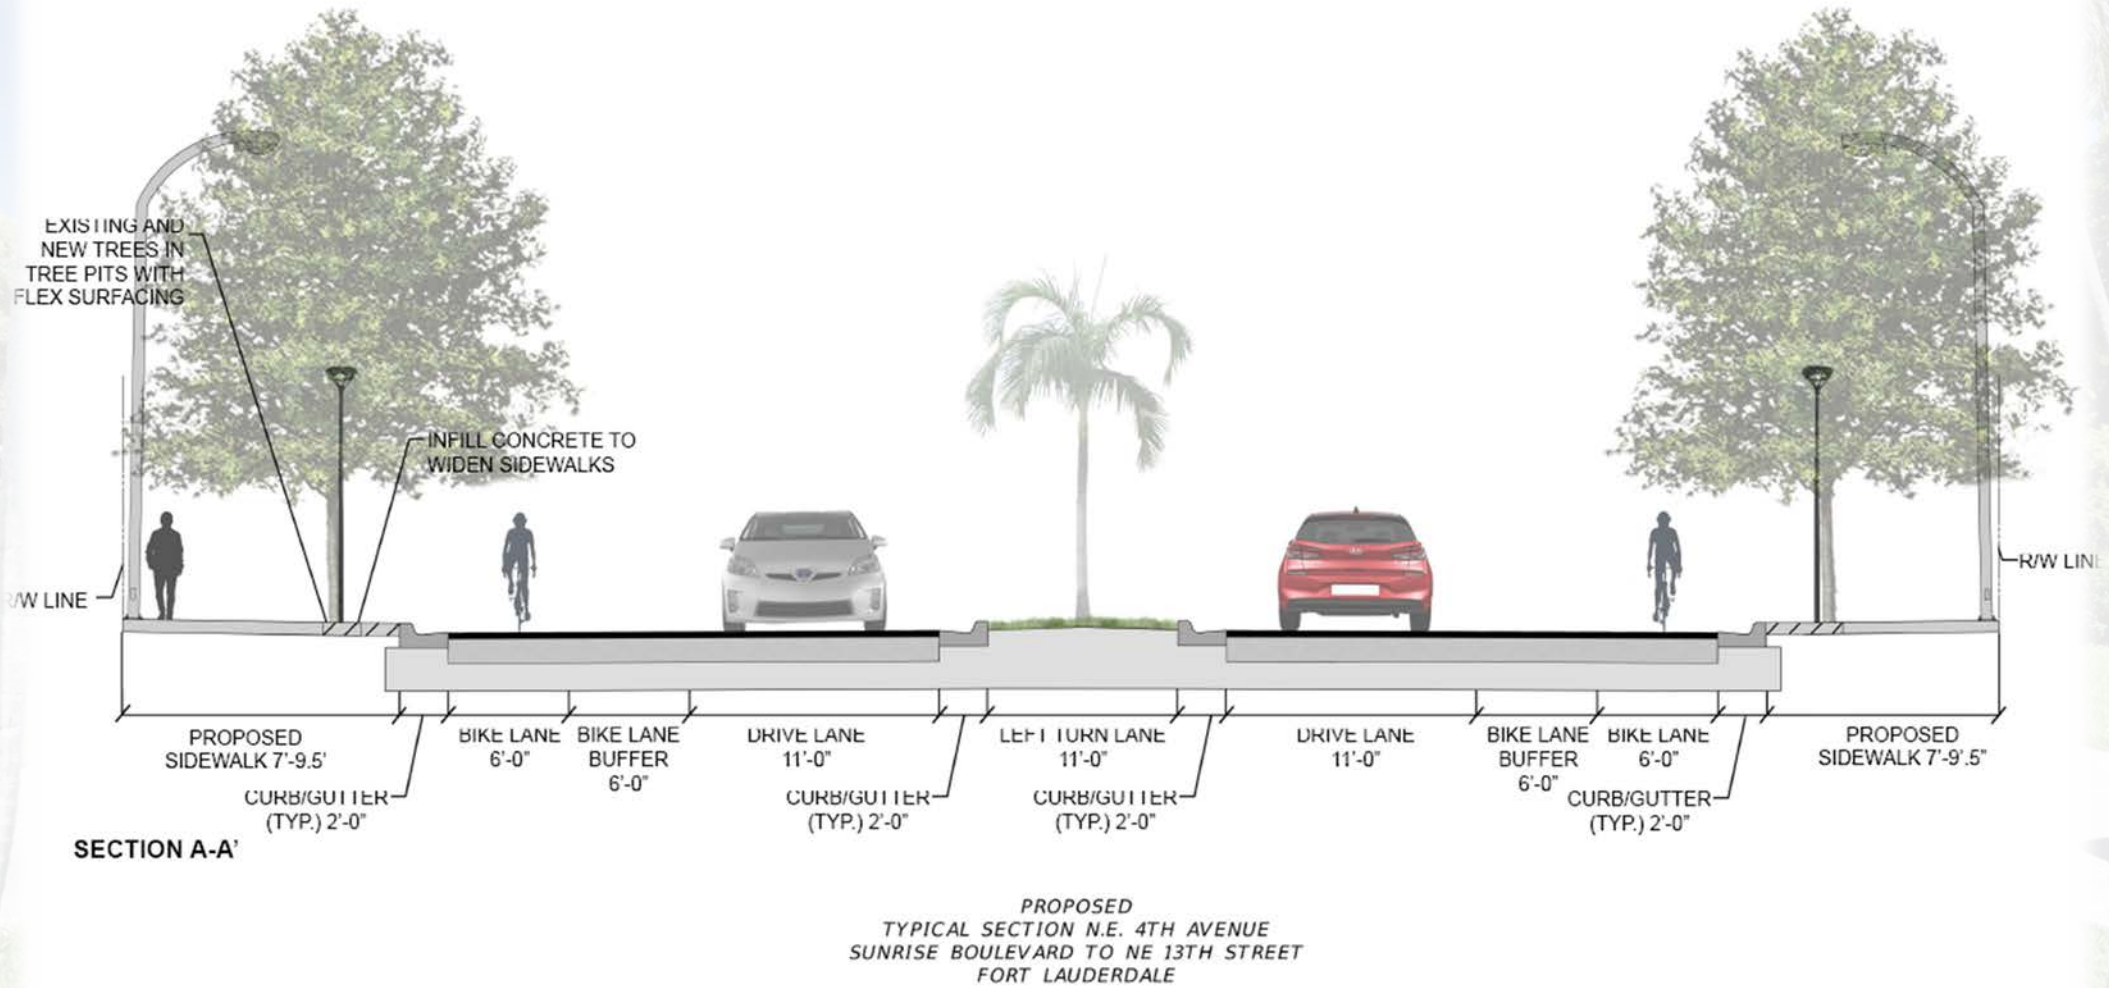 EXISTING AND
NEW TREES IN
TREE PITS WITH
FLEX SURFACING
INFILL CONCRETE TO
WIDEN SIDEWALKS
R/W LINE
R/W LINE
PROPOSED
SIDEWALK 7'-9.5'
CURB/GUTTER
(TYP.) 2'-0"
BIKE LANE
6'-0"
BIKE LANE
BUFFER
6'-0"
DRIVE LANE
11'-0"
CURB/GUTTER
(TYP.) 2'-0"
LEFT TURN LANE
11'-0"
CURB/GUTTER
(TYP.) 2'-0"
DRIVE LANE
11'-0"
BIKE LANE
BUFFER
6'-0"
BIKE LANE
6'-0"
CURB/GUTTER
(TYP.) 2'-0"
PROPOSED
SIDEWALK 7'-9'.5"
SECTION A-A'
PROPOSED
TYPICAL SECTION N.E. 4TH AVENUE
SUNRISE BOULEVARD TO NE 13TH STREET
FORT LAUDERDALE